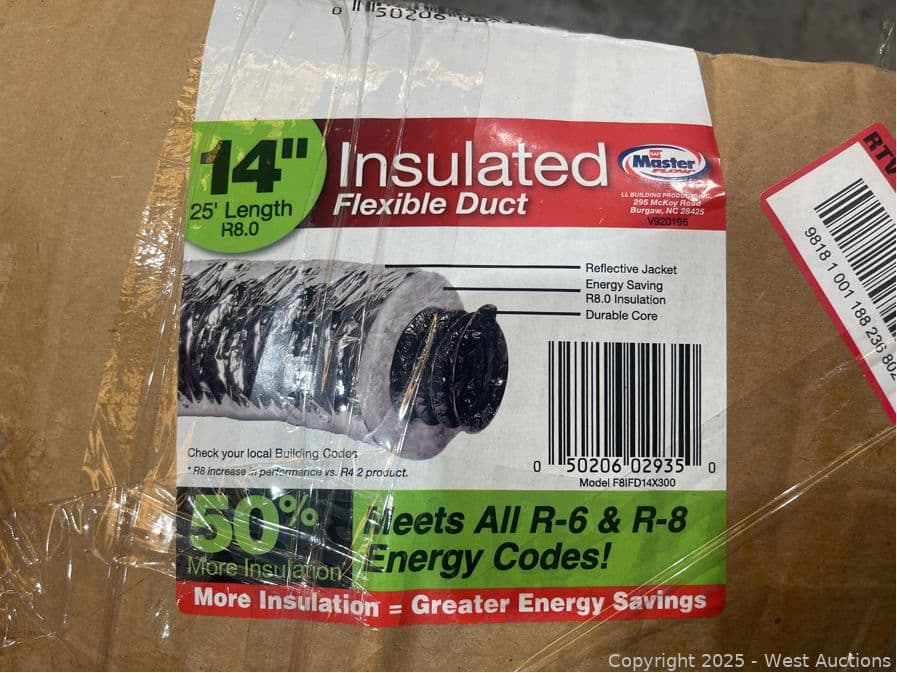 14"
25' Length
R8.0
Insulated
Flexible Duct
Master
FLOW
LL BUILDING PRODUCTS INC.
295 McKoy Road
Burgaw, NC 28425
V920196
RTV
9818 1 001 188 236 802
Reflective Jacket
Energy Saving
R8.0 Insulation
Durable Core
0 50206 02935 0
Model F8IFD14X300
Check your local Building Codes
* R8 increase in performance vs. R4.2 product.
50%
More Insulation
Meets All R-6 & R-8
Energy Codes!
More Insulation = Greater Energy Savings
Copyright 2025 - West Auctions